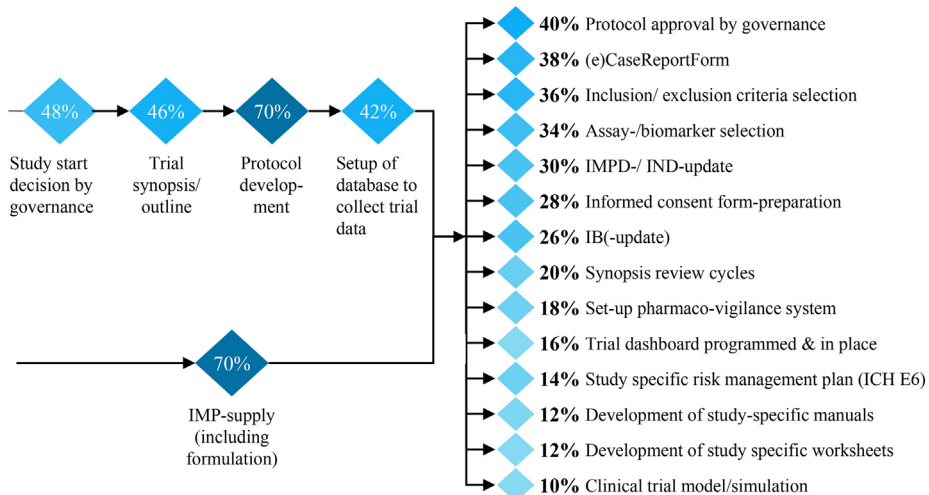 48%
46%
70%
42%
Study start
decision by
governance
Trial
synopsis/
outline
Protocol
develop-
ment
Setup of
database to
collect trial
data
70%
IMP-supply
(including
formulation)
40% Protocol approval by governance
38% (e)CaseReportForm
36% Inclusion/ exclusion criteria selection
34% Assay-/biomarker selection
30% IMPD-/ IND-update
28% Informed consent form-preparation
26% IB(-update)
20% Synopsis review cycles
18% Set-up pharmaco-vigilance system
16% Trial dashboard programmed & in place
14% Study specific risk management plan (ICH E6)
12% Development of study-specific manuals
12% Development of study specific worksheets
10% Clinical trial model/simulation